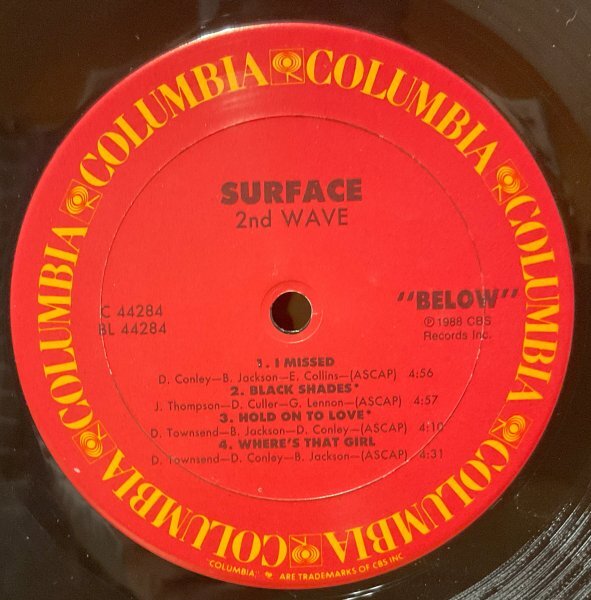 COLUMBIA COLUMBIA COLUMBIA COLUMBIA COLUMBIA COLUMBIA COLUMBIA
SURFACE
2nd WAVE
C 44284
BL 44284
"BELOW"
℗ 1988 CBS
Records Inc.
1. I MISSED
D. Conley—B. Jackson—E. Collins—(ASCAP) 4:56
2. BLACK SHADES*
J. Thompson—D. Culler—G. Lennon—(ASCAP) 4:57
3. HOLD ON TO LOVE*
D. Townsend—B. Jackson—D. Conley—(ASCAP) 4:10
4. WHERE'S THAT GIRL
D. Townsend—D. Conley—B. Jackson—(ASCAP) 4:31
"COLUMBIA," ARE TRADEMARKS OF CBS INC.